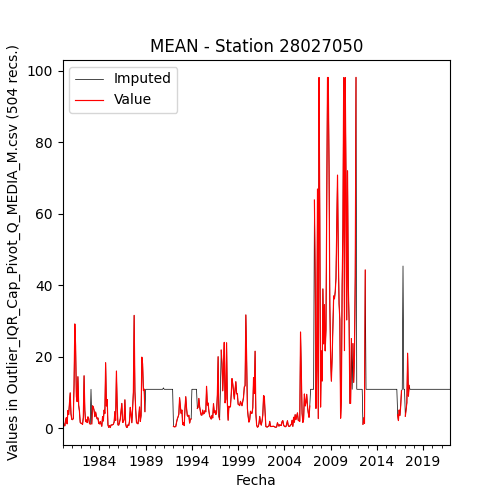 MEAN - Station 28027050
Values in Outlier_IQR_Cap_Pivot_Q_MEDIA_M.csv (504 recs.)
100
80
60
40
20
0
Imputed
Value
1984 1989 1994 1999 2004 2009 2014 2019
Fecha